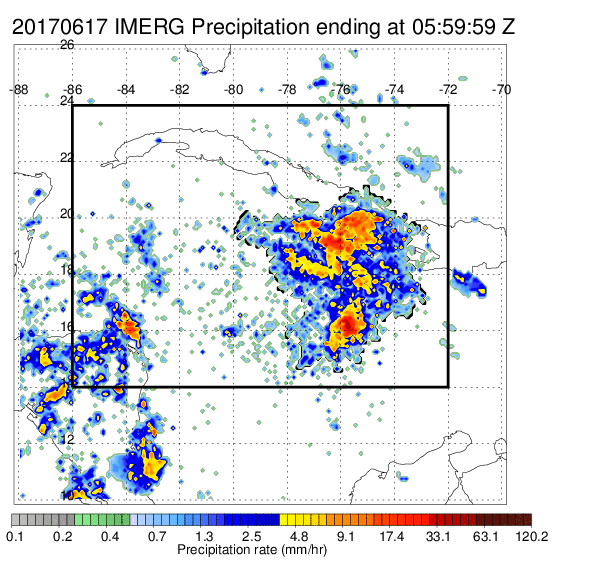 20170617 IMERG Precipitation ending at 05:59:59 Z
26
-88 -86 -84 -82 -80 -78 -76 -74 -72 -70
24
22
20
18
16
14
12
10
0.1 0.2 0.4 0.7 1.3 2.5 4.8 9.1 17.4 33.1 63.1 120.2
Precipitation rate (mm/hr)